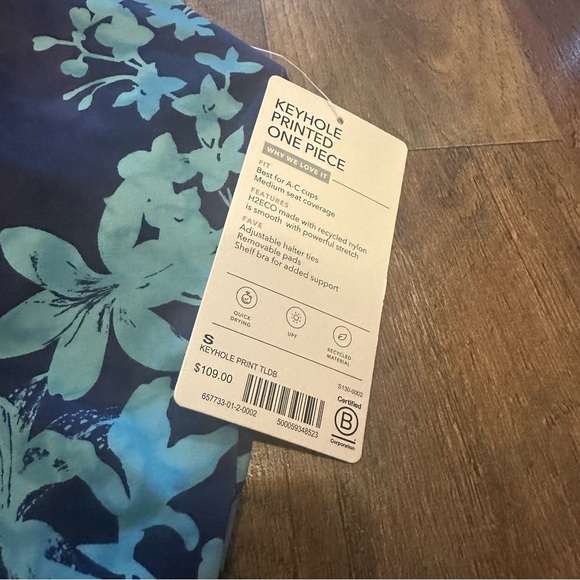 KEYHOLE
PRINTED
ONE PIECE
WHY WE LOVE IT
FIT
Best for A-C cups
Medium seat coverage
FEATURES
H2ECO made with recycled nylon
is smooth with powerful stretch
FAVE
Adjustable halter ties
Removable pads
Shelf bra for added support
QUICK
DRYING
UPF
RECYCLED
MATERIAL
S
KEYHOLE PRINT TLDB
$109.00
S130-0002
657733-01-2-0002
500059348523
Certified
B
Corporation